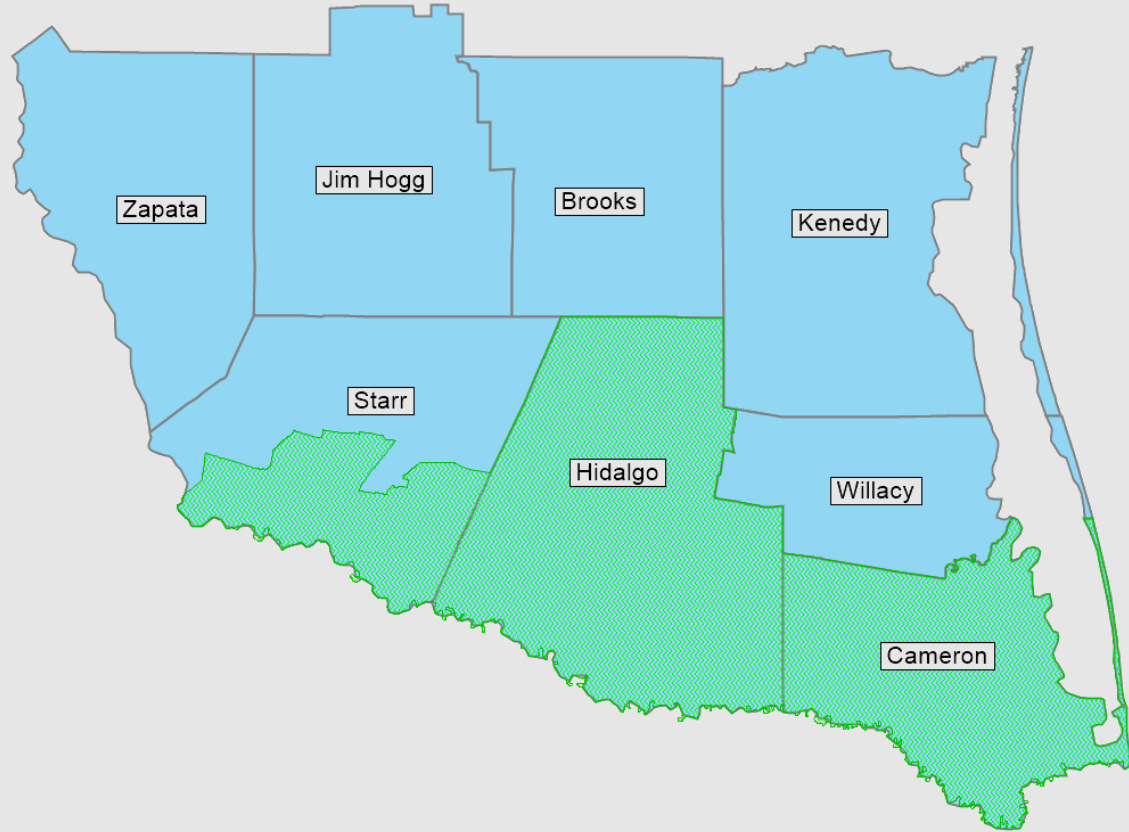 Jim Hogg
Zapata
Brooks
Kenedy
Starr
Hidalgo
Willacy
Cameron